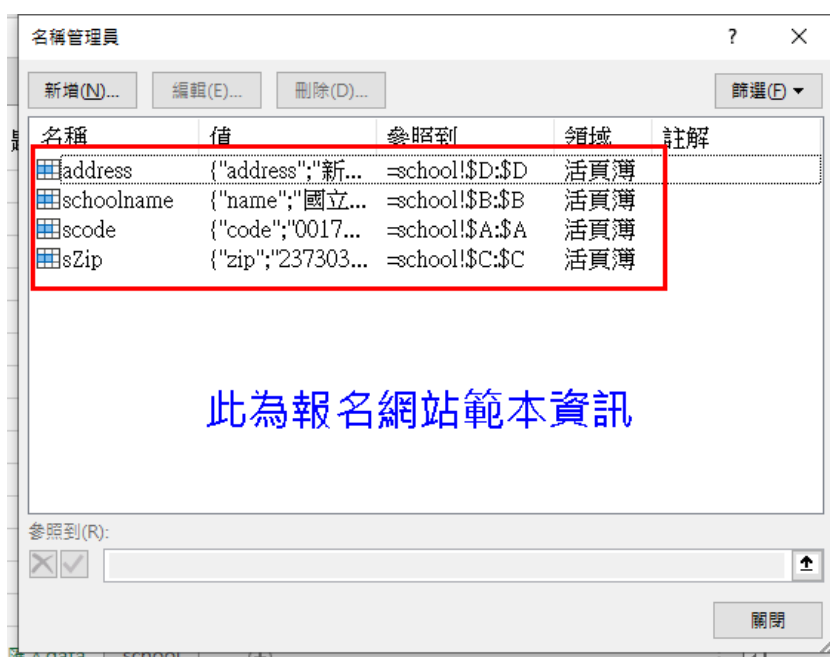 名稱管理員 ? ×
新增(N)... 編輯(E)... 刪除(D)... 篩選(F)
名稱 值 參照到 領域 註解
address {"address";"新... =school!$D:$D 活頁簿
schoolname {"name";"國立... =school!$B:$B 活頁簿
scode {"code";"0017... =school!$A:$A 活頁簿
sZip {"zip";"237303... =school!$C:$C 活頁簿
此為報名網站範本資訊
參照到(R):
關閉
data school